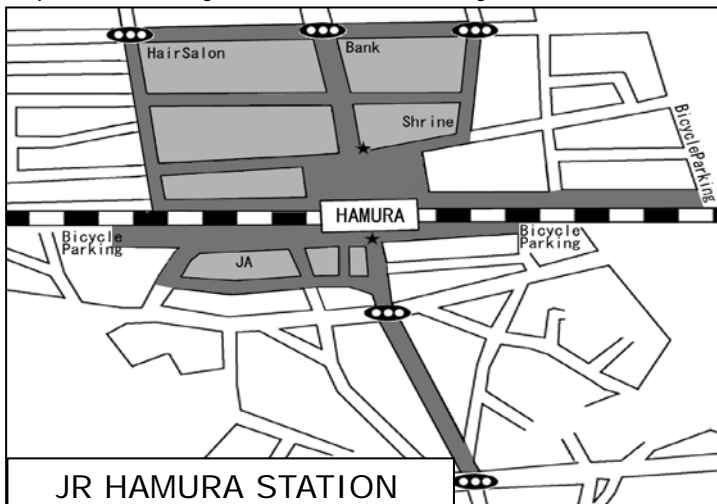 HairSalon
Bank
Shrine
BicycleParking
HAMURA
Bicycle
Parking
JA
Bicycle
Parking
JR HAMURA STATION